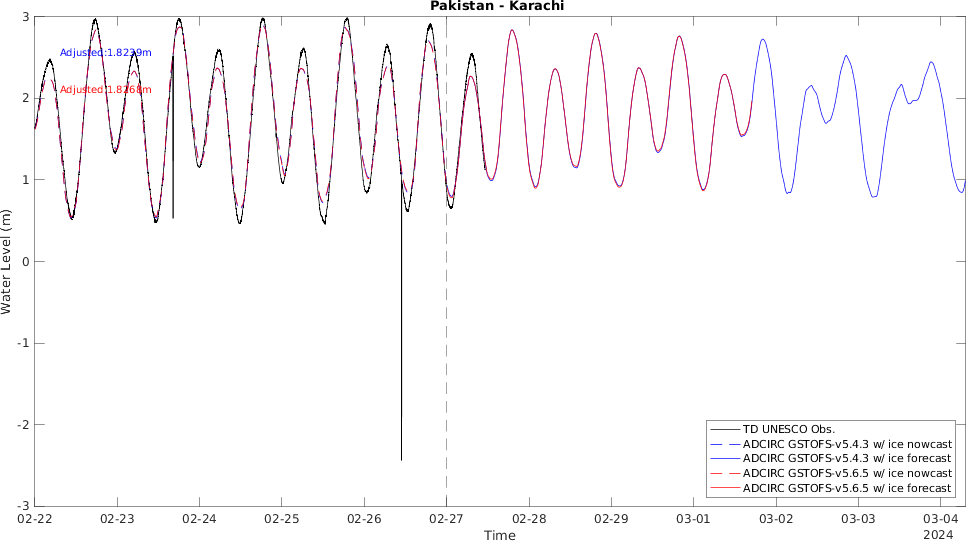 Pakistan - Karachi
3
2
1
0
-1
-2
-3
Water Level (m)
Adjusted:1.8239m
Adjusted:1.8268m
TD UNESCO Obs.
ADCIRC GSTOFS-v5.4.3 w/ ice nowcast
ADCIRC GSTOFS-v5.4.3 w/ ice forecast
ADCIRC GSTOFS-v5.6.5 w/ ice nowcast
ADCIRC GSTOFS-v5.6.5 w/ ice forecast
02-22 02-23 02-24 02-25 02-26 02-27 02-28 02-29 03-01 03-02 03-03 03-04
Time
2024